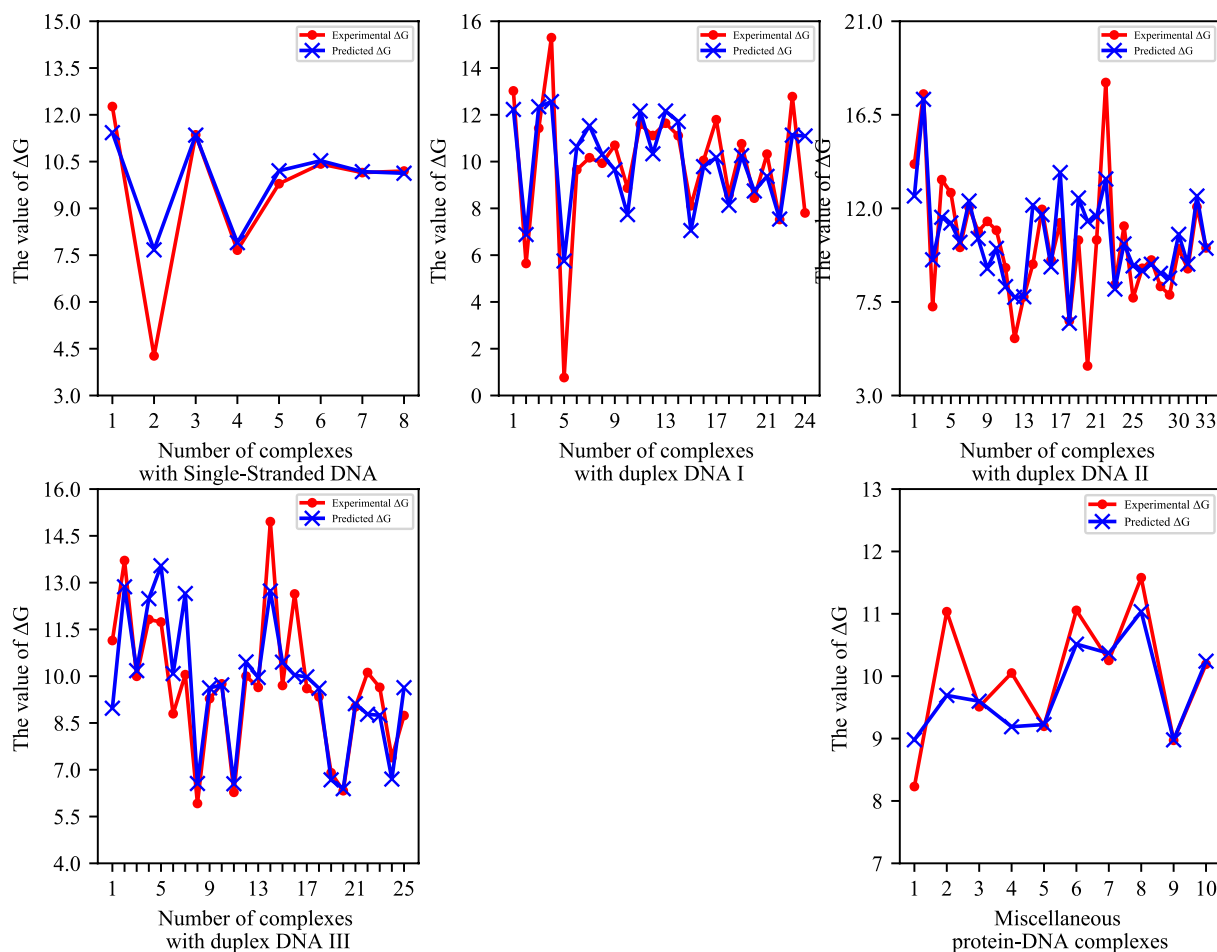 15.0
13.5
12.0
10.5
9.0
7.5
6.0
4.5
3.0
The value of ΔG
Experimental ΔG
Predicted ΔG
1 2 3 4 5 6 7 8
Number of complexes
with Single-Stranded DNA
16
14
12
10
8
6
4
2
0
The value of ΔG
Experimental ΔG
Predicted ΔG
1 5 9 13 17 21 24
Number of complexes
with duplex DNA I
21.0
16.5
12.0
7.5
3.0
The value of ΔG
Experimental ΔG
Predicted ΔG
1 5 9 13 17 21 25 30 33
Number of complexes
with duplex DNA II
16.0
14.5
13.0
11.5
10.0
8.5
7.0
5.5
4.0
The value of ΔG
Experimental ΔG
Predicted ΔG
1 5 9 13 17 21 25
Number of complexes
with duplex DNA III
13
12
11
10
9
8
7
The value of ΔG
Experimental ΔG
Predicted ΔG
1 2 3 4 5 6 7 8 9 10
Miscellaneous
protein-DNA complexes